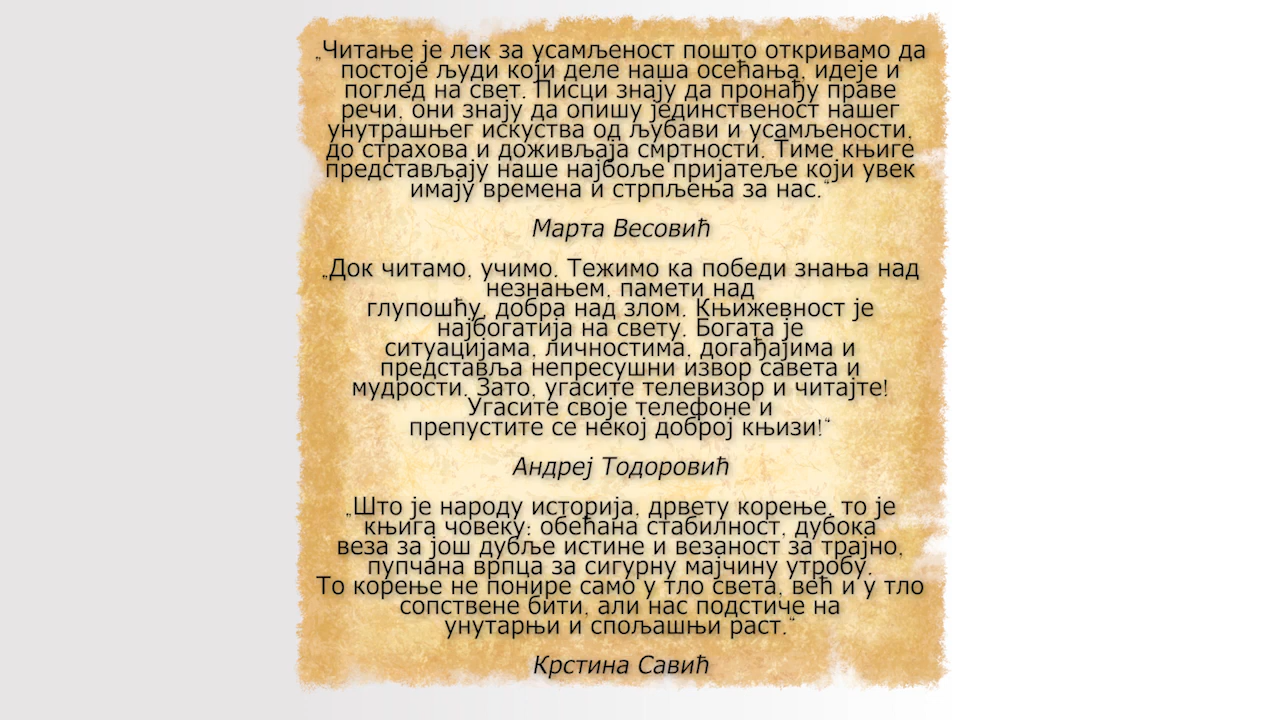 „Читање је лек за усамљеност пошто откривамо да
постоје људи који деле наша осећања, идеје и
поглед на свет. Писци знају да пронађу праве
речи, они знају да опишу јединственост нашег
унутрашњег искуства од љубави и усамљености,
до страхова и доживљаја смртности. Тиме књиге
представљају наше најбоље пријатеље који увек
имају времена и стрпљења за нас.“
Марта Весовић
„Док читамо, учимо. Тежимо ка победи знања над
незнањем, памети над
глупошћу, добра над злом. Књижевност је
најбогатија на свету. Богата је
ситуацијама, личностима, догађајима и
представља непресушни извор савета и
мудрости. Зато, угасите телевизор и читајте!
Угасите своје телефоне и
препустите се некој доброј књизи!“
Андреј Тодоровић
„Што је народу историја, дрвету корење, то је
књига човеку: обећана стабилност, дубока
веза за још дубље истине и везаност за трајно,
пупчана врпца за сигурну мајчину утробу.
То корење не понире само у тло света, већ и у тло
сопствене бити, али нас подстиче на
унутарњи и спољашњи раст.“
Крстина Савић